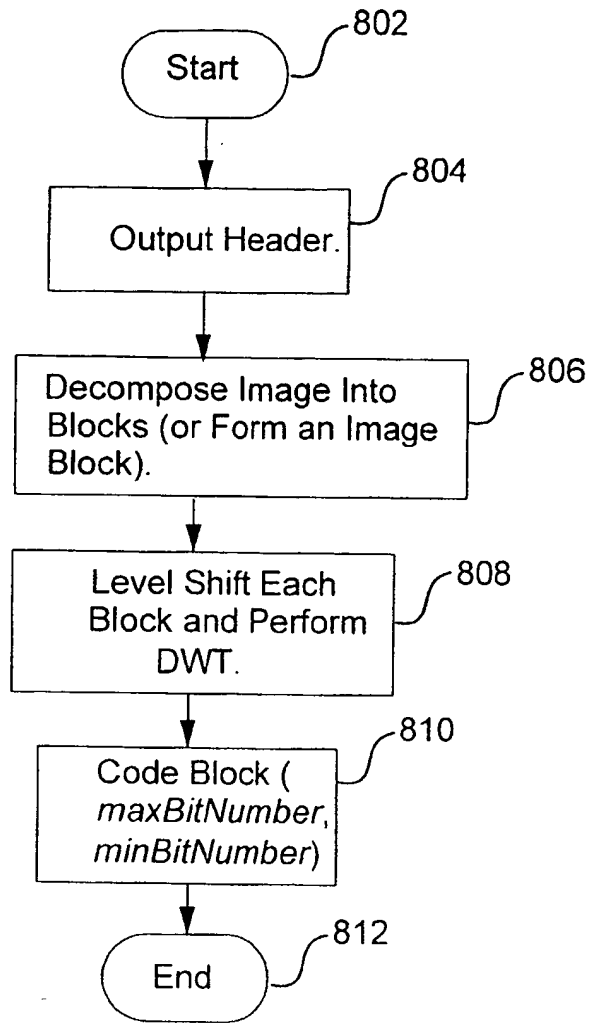 802
Start
804
Output Header.
806
Decompose Image Into
Blocks (or Form an Image
Block).
808
Level Shift Each
Block and Perform
DWT.
810
Code Block (
maxBitNumber,
minBitNumber)
812
End